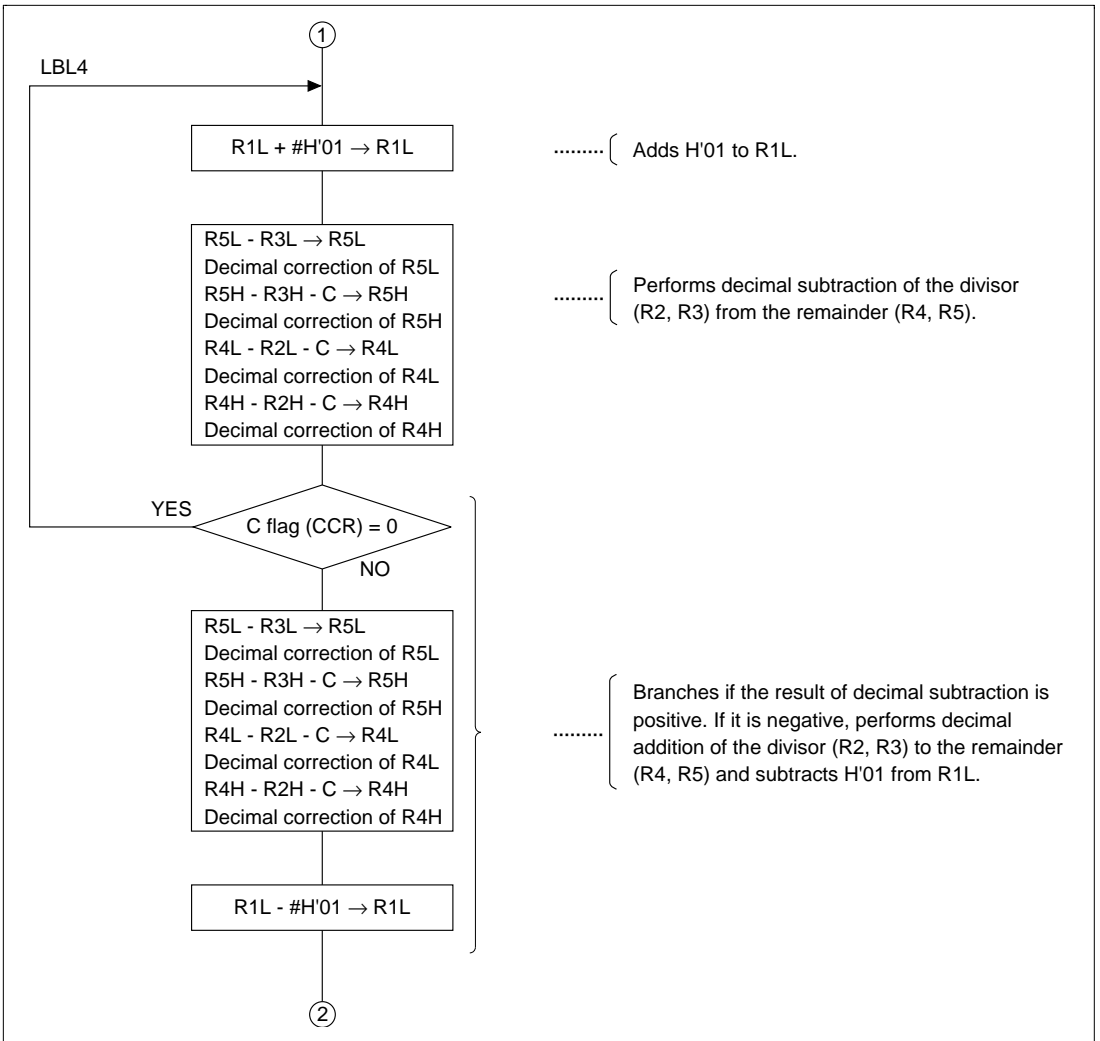 1
LBL4
R1L + #H'01 → R1L
......... Adds H'01 to R1L.
R5L - R3L → R5L
Decimal correction of R5L
R5H - R3H - C → R5H
Decimal correction of R5H
R4L - R2L - C → R4L
Decimal correction of R4L
R4H - R2H - C → R4H
Decimal correction of R4H
......... Performs decimal subtraction of the divisor
(R2, R3) from the remainder (R4, R5).
YES
C flag (CCR) = 0
NO
R5L - R3L → R5L
Decimal correction of R5L
R5H - R3H - C → R5H
Decimal correction of R5H
R4L - R2L - C → R4L
Decimal correction of R4L
R4H - R2H - C → R4H
Decimal correction of R4H
......... Branches if the result of decimal subtraction is
positive. If it is negative, performs decimal
addition of the divisor (R2, R3) to the remainder
(R4, R5) and subtracts H'01 from R1L.
R1L - #H'01 → R1L
2